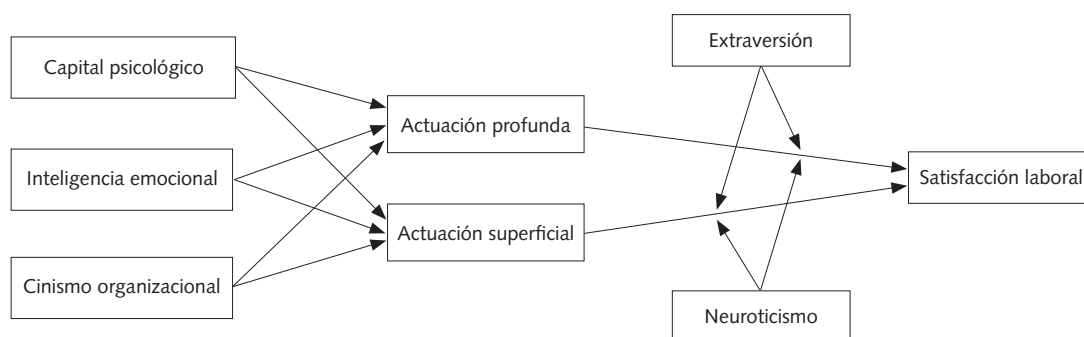 Capital psicológico
Inteligencia emocional
Cinismo organizacional
Actuación profunda
Actuación superficial
Extraversión
Neuroticismo
Satisfacción laboral